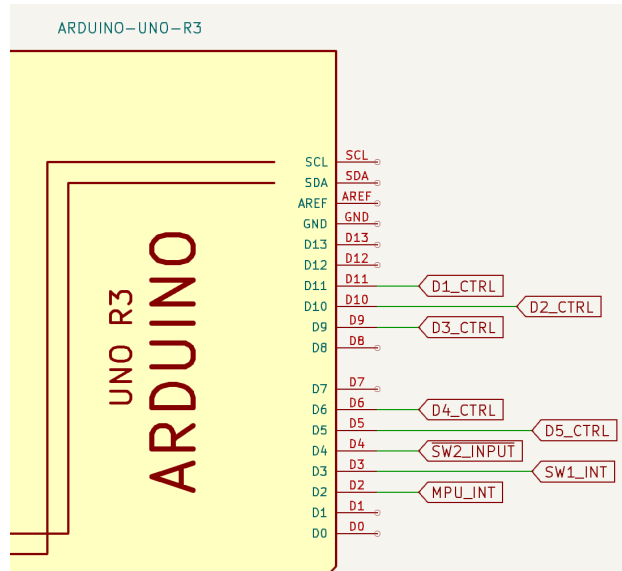 ARDUINO-UNO-R3
UNO R3
ARDUINO
SCL SCL
SDA SDA
AREF AREF
GND GND
D13 D13
D12 D12
D11 D11 D1_CTRL
D10 D10 D2_CTRL
D9 D9 D3_CTRL
D8 D8
D7 D7
D6 D6 D4_CTRL
D5 D5 D5_CTRL
D4 D4 SW2_INPUT
D3 D3 SW1_INT
D2 D2 MPU_INT
D1 D1
D0 D0